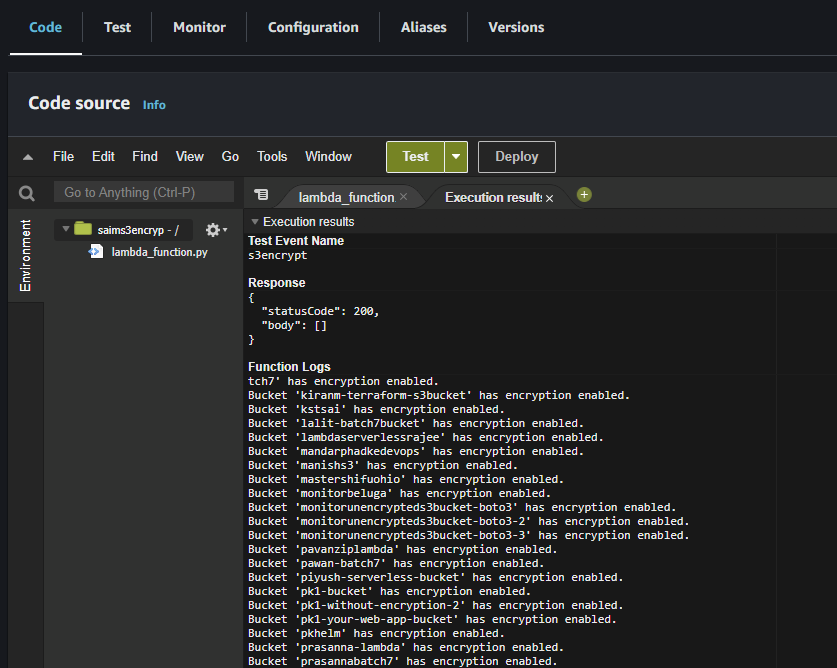 Code Test Monitor Configuration Aliases Versions
Code source Info
File Edit Find View Go Tools Window Test Deploy
Go to Anything (Ctrl-P)
lambda_function Execution results
Environment
saims3encryp - /
lambda_function.py
Execution results
Test Event Name
s3encrypt
Response
{
"statusCode": 200,
"body": []
}
Function Logs
tch7' has encryption enabled.
Bucket 'kiranm-terraform-s3bucket' has encryption enabled.
Bucket 'kstsai' has encryption enabled.
Bucket 'lalit-batch7bucket' has encryption enabled.
Bucket 'lambdaserverlessrajee' has encryption enabled.
Bucket 'mandarphadkedevops' has encryption enabled.
Bucket 'manishs3' has encryption enabled.
Bucket 'mastershifuohio' has encryption enabled.
Bucket 'monitorbeluga' has encryption enabled.
Bucket 'monitorunencrypteds3bucket-boto3' has encryption enabled.
Bucket 'monitorunencrypteds3bucket-boto3-2' has encryption enabled.
Bucket 'monitorunencrypteds3bucket-boto3-3' has encryption enabled.
Bucket 'pavanziplambda' has encryption enabled.
Bucket 'pawan-batch7' has encryption enabled.
Bucket 'piyush-serverless-bucket' has encryption enabled.
Bucket 'pk1-bucket' has encryption enabled.
Bucket 'pk1-without-encryption-2' has encryption enabled.
Bucket 'pk1-your-web-app-bucket' has encryption enabled.
Bucket 'pkhelm' has encryption enabled.
Bucket 'prasanna-lambda' has encryption enabled.
Bucket 'prasannabatch7' has encryption enabled.